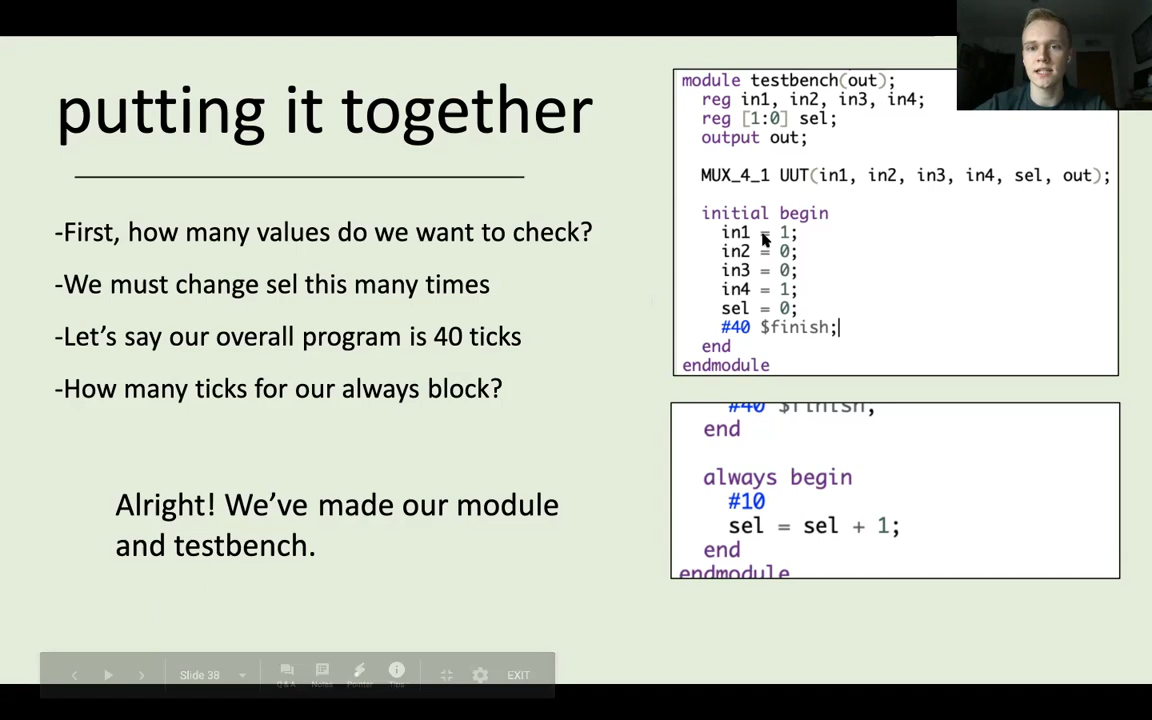 putting it together
-First, how many values do we want to check?
-We must change sel this many times
-Let's say our overall program is 40 ticks
-How many ticks for our always block?
Alright! We've made our module
and testbench.
module testbench(out);
reg in1, in2, in3, in4;
reg [1:0] sel;
output out;
MUX_4_1 UUT(in1, in2, in3, in4, sel, out);
initial begin
in1 = 1;
in2 = 0;
in3 = 0;
in4 = 1;
sel = 0;
#40 $finish;
end
endmodule
#40 $finish;
end
always begin
#10
sel = sel + 1;
end
endmodule
Slide 38
Q & A
Notes
Pointer
Tips
EXIT